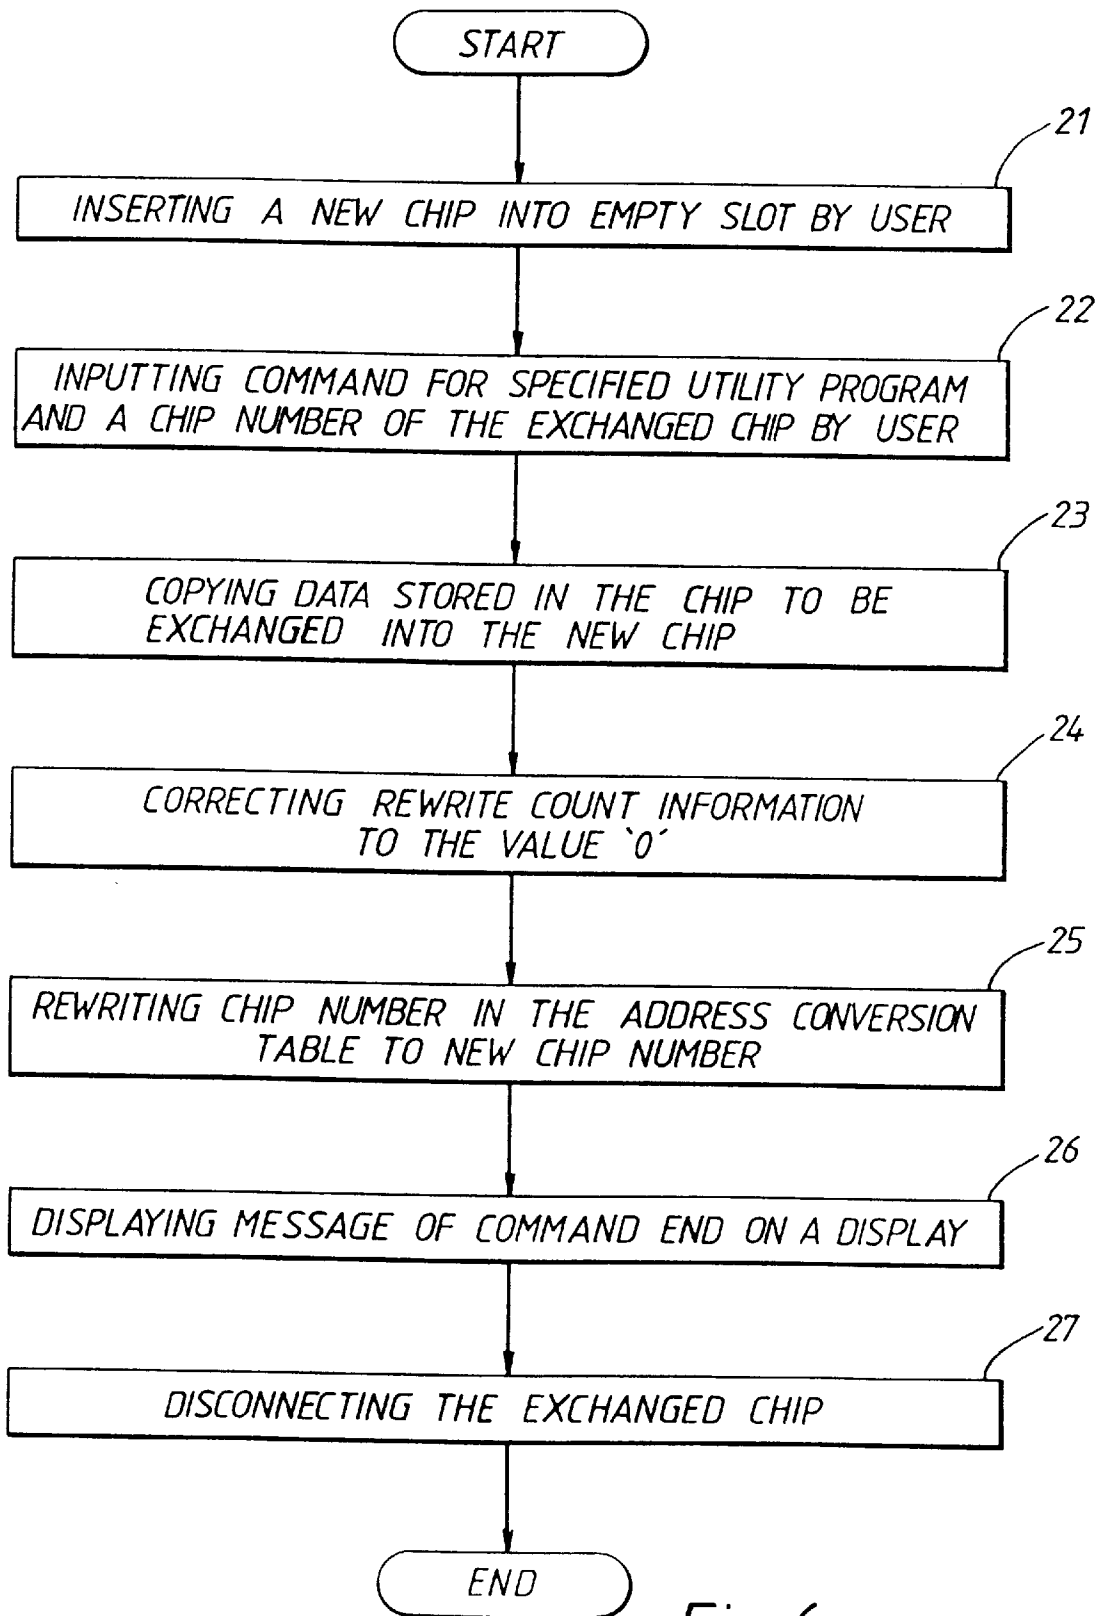 START
21
INSERTING A NEW CHIP INTO EMPTY SLOT BY USER
22
INPUTTING COMMAND FOR SPECIFIED UTILITY PROGRAM
AND A CHIP NUMBER OF THE EXCHANGED CHIP BY USER
23
COPYING DATA STORED IN THE CHIP TO BE
EXCHANGED INTO THE NEW CHIP
24
CORRECTING REWRITE COUNT INFORMATION
TO THE VALUE ‵0′
25
REWRITING CHIP NUMBER IN THE ADDRESS CONVERSION
TABLE TO NEW CHIP NUMBER
26
DISPLAYING MESSAGE OF COMMAND END ON A DISPLAY
27
DISCONNECTING THE EXCHANGED CHIP
END